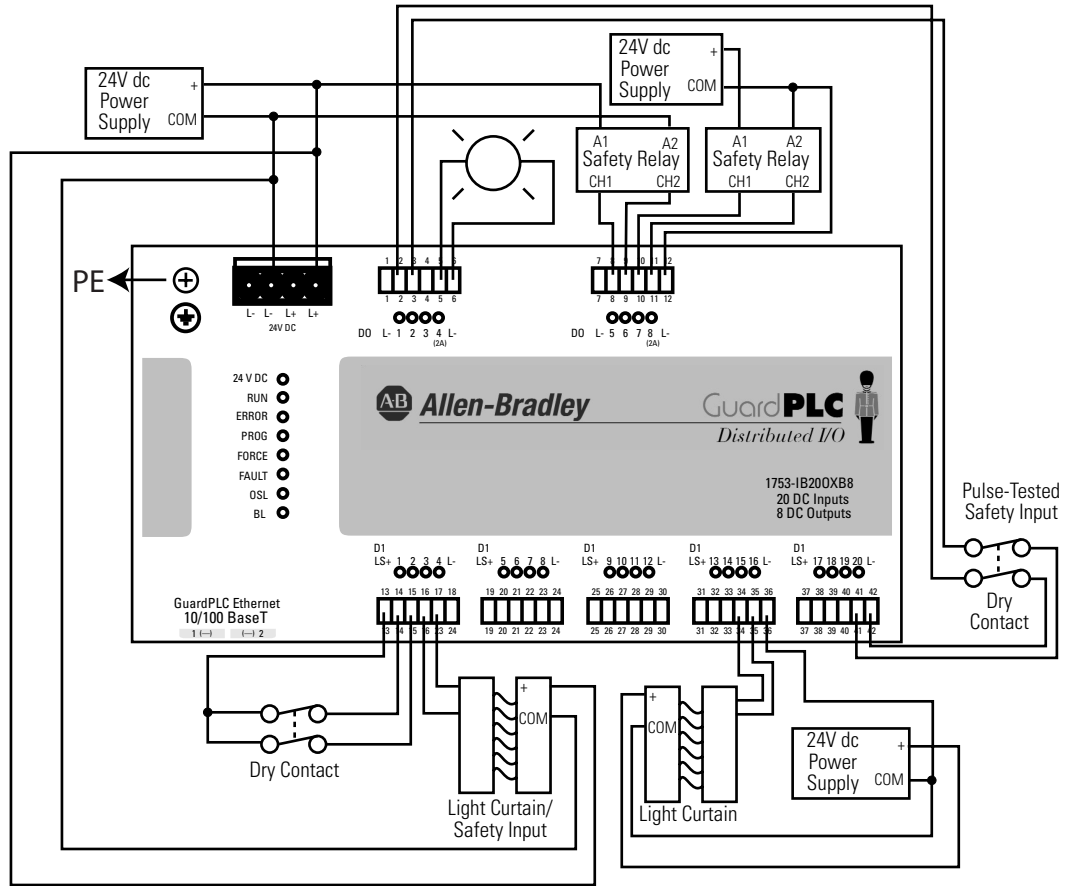 24V dc
Power
Supply
+
COM
24V dc
Power
Supply
+
COM
A1 A2
Safety Relay
CH1 CH2
A1 A2
Safety Relay
CH1 CH2
PE
L- L- L+ L+
24V DC
1 2 3 4 5 6
1 2 3 4 5 6
DO L- 1 2 3 4 L-
(2A)
7 8 9 10 11 12
7 8 9 10 11 12
DO L- 5 6 7 8 L-
(2A)
24 V DC
RUN
ERROR
PROG
FORCE
FAULT
OSL
BL
A-B Allen-Bradley
GuardPLC
Distributed I/O
1753-IB20OXB8
20 DC Inputs
8 DC Outputs
Pulse-Tested
Safety Input
Dry
Contact
D1
LS+ 1 2 3 4 L-
13 14 15 16 17 18
13 14 15 16 23 24
D1
LS+ 5 6 7 8 L-
19 20 21 22 23 24
19 20 21 22 23 24
D1
LS+ 9 10 11 12 L-
25 26 27 28 29 30
25 26 27 28 29 30
D1
LS+ 13 14 15 16 L-
31 32 33 34 35 36
31 32 33 34 35 36
D1
LS+ 17 18 19 20 L-
37 38 39 40 41 42
37 38 39 40 41 42
GuardPLC Ethernet
10/100 BaseT
1 (---) (---) 2
Dry Contact
+
COM
Light Curtain/
Safety Input
+
COM
Light Curtain
24V dc
Power
Supply
+
COM